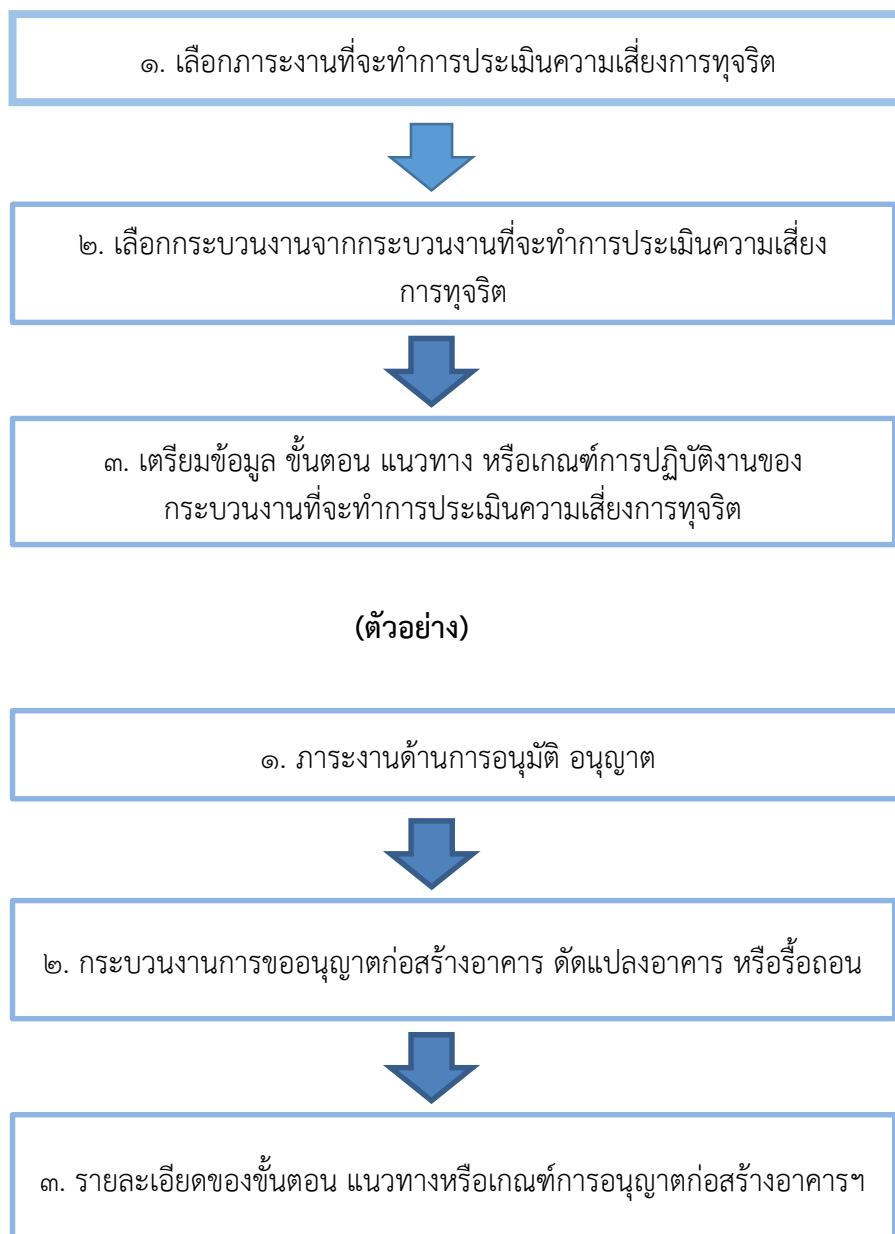 ๑. เลือกภาระงานที่จะทำการประเมินความเสี่ยงการทุจริต
๒. เลือกกระบวนงานจากกระบวนงานที่จะทำการประเมินความเสี่ยง
การทุจริต
๓. เตรียมข้อมูล ขั้นตอน แนวทาง หรือเกณฑ์การปฏิบัติงานของ
กระบวนงานที่จะทำการประเมินความเสี่ยงการทุจริต
(ตัวอย่าง)
๑. ภาระงานด้านการอนุมัติ อนุญาต
๒. กระบวนงานการขออนุญาตก่อสร้างอาคาร ดัดแปลงอาคาร หรือรื้อถอน
๓. รายละเอียดของขั้นตอน แนวทางหรือเกณฑ์การอนุญาตก่อสร้างอาคารฯ